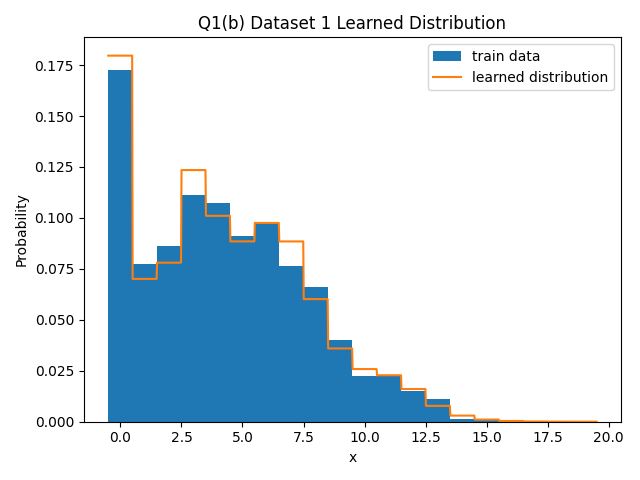 Q1(b) Dataset 1 Learned Distribution
train data
learned distribution
0.175
0.150
0.125
0.100
0.075
0.050
0.025
0.000
Probability
0.0 2.5 5.0 7.5 10.0 12.5 15.0 17.5 20.0
x